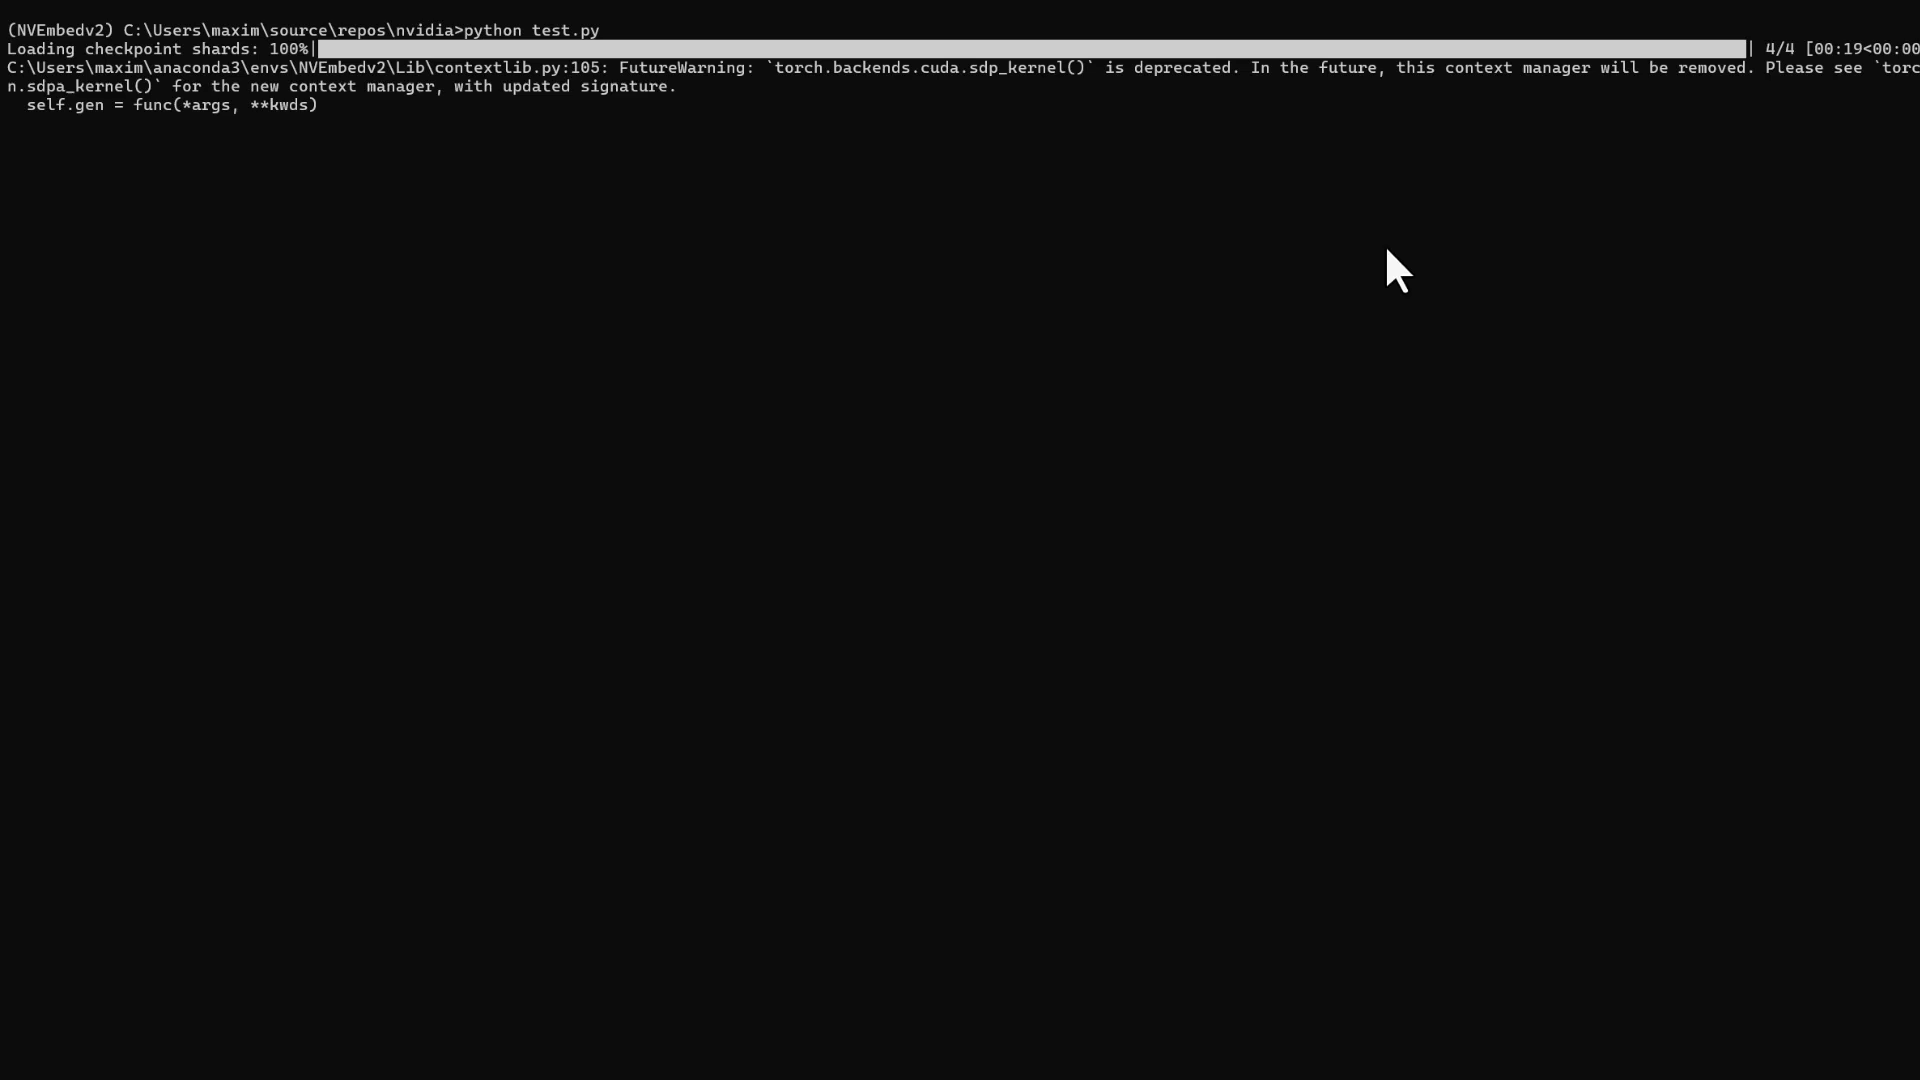 (NVEmbedv2) C:\Users\maxim\source\repos\nvidia>python test.py
Loading checkpoint shards: 100%|| 4/4 [00:19<00:00
C:\Users\maxim\anaconda3\envs\NVEmbedv2\Lib\contextlib.py:105: FutureWarning: `torch.backends.cuda.sdp_kernel()` is deprecated. In the future, this context manager will be removed. Please see `torc
n.sdpa_kernel()` for the new context manager, with updated signature.
  self.gen = func(*args, **kwds)